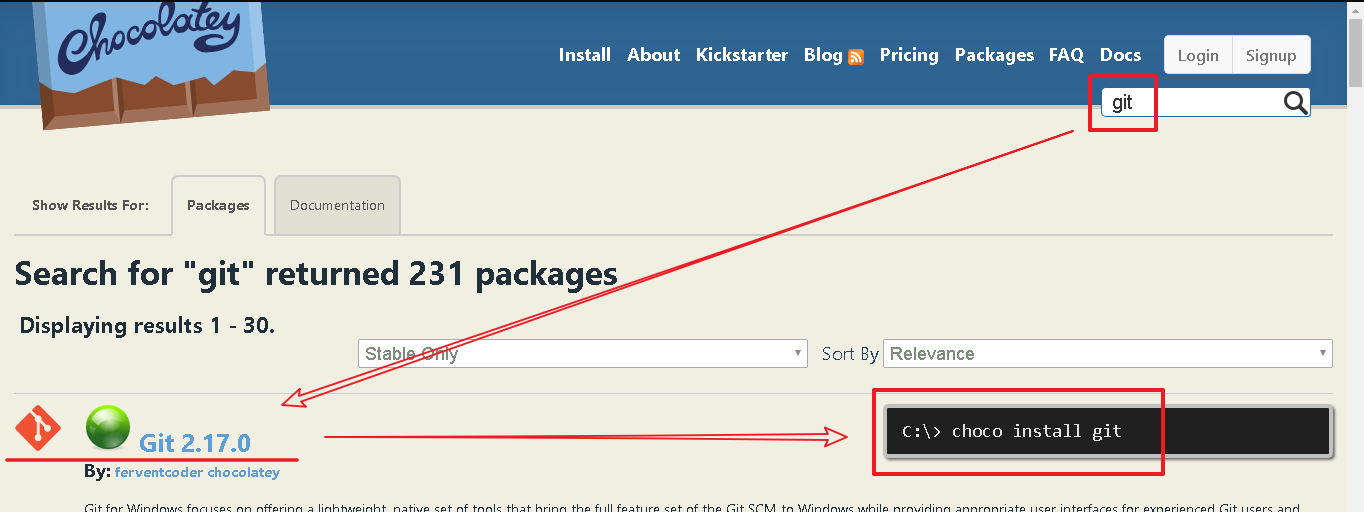 Chocolatey
Install About Kickstarter Blog Pricing Packages FAQ Docs Login Signup
git
Show Results For: Packages Documentation
Search for "git" returned 231 packages
Displaying results 1 - 30.
Stable Only Sort By Relevance
Git 2.17.0
C:\> choco install git
By: ferventcoder chocolatey
Git for Windows focuses on offering a lightweight, native set of tools that bring the full feature set of the Git SCM to Windows while providing appropriate user interfaces for experienced Git users and